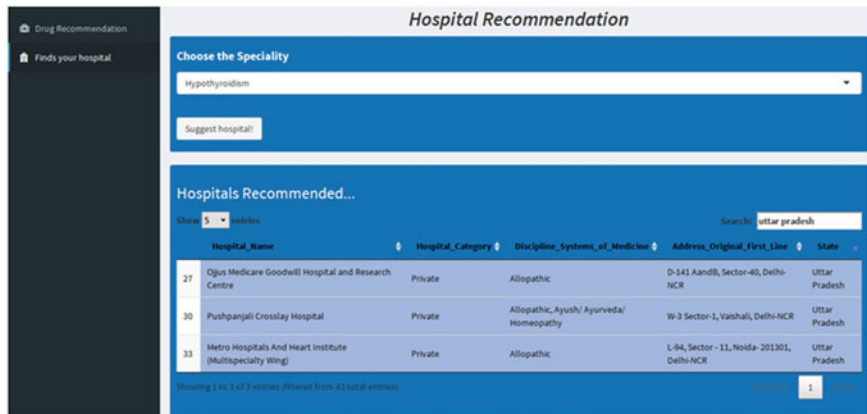 Hospital Recommendation
Drug Recommendation
Finds your hospital
Choose the Speciality
Hypothyroidism
Suggest hospital!
Hospitals Recommended...
Show 5 entries Search: uttar pradesh
Hospital_Name Hospital_Category Discipline_Systems_of_Medicine Address_Original_First_Line State
27 Ojjus Medicare Goodwill Hospital and Research Centre Private Allopathic D-141 AandB, Sector-40, Delhi-NCR Uttar Pradesh
30 Pushpanjali Crosslay Hospital Private Allopathic, Ayush/ Ayurveda/ Homeopathy W-3 Sector-1, Vaishali, Delhi-NCR Uttar Pradesh
33 Metro Hospitals And Heart Institute (Multispecialty Wing) Private Allopathic L-94, Sector - 11, Noida- 201301, Delhi-NCR Uttar Pradesh
Showing 1 to 3 of 3 entries (filtered from 43 total entries) 1